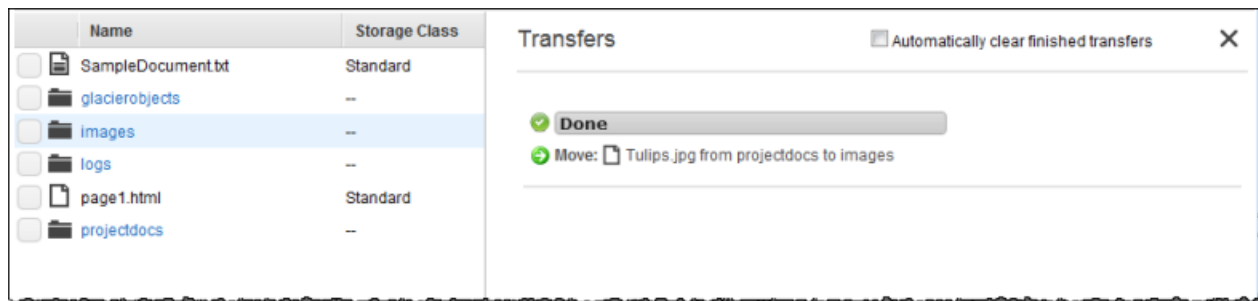 Name Storage Class
SampleDocument.txt Standard
glacierobjects --
images --
logs --
page1.html Standard
projectdocs --
Transfers Automatically clear finished transfers
Done
Move: Tulips.jpg from projectdocs to images